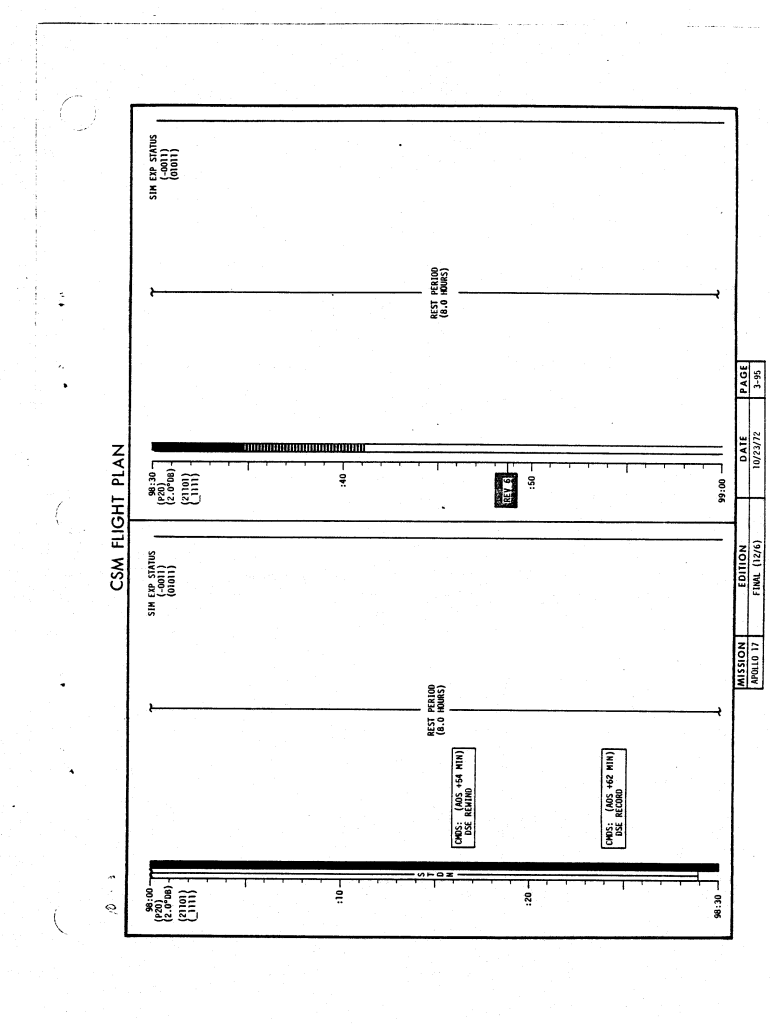 CSM FLIGHT PLAN
98:00
(P20)
(2.0°DB)
(21101)
(_1111)
:10
:20
98:30
S T D N
CMDS: (AOS +54 MIN)
DSE REWIND
CMDS: (AOS +62 MIN)
DSE RECORD
REST PERIOD
(8.0 HOURS)
SIM EXP STATUS
(-0011)
(01011)
98:30
(P20)
(2.0°DB)
(21101)
(_1111)
:40
REV 6
:50
99:00
REST PERIOD
(8.0 HOURS)
SIM EXP STATUS
(-0011)
(01011)
MISSION EDITION DATE PAGE
APOLLO 17 FINAL (12/6) 10/23/72 3-95